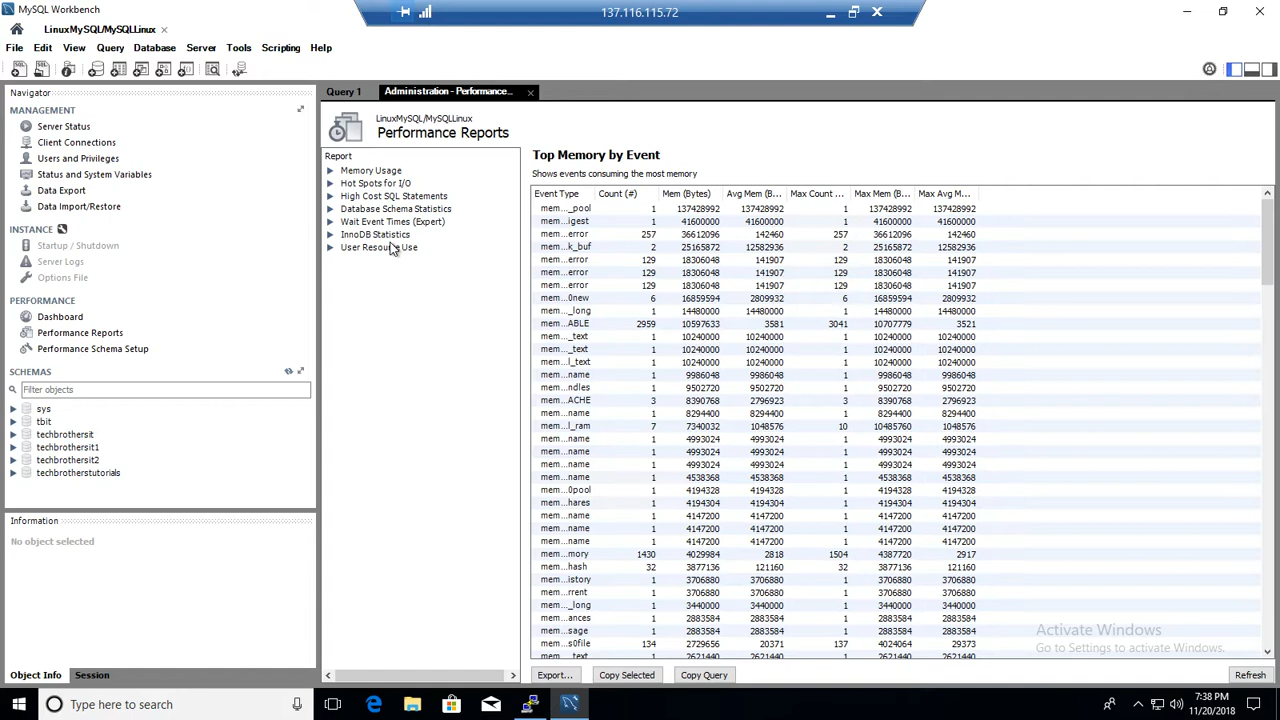 MySQL Workbench
137.116.115.72
LinuxMySQL/MySQLLinux
File Edit View Query Database Server Tools Scripting Help
Navigator
MANAGEMENT
Server Status
Client Connections
Users and Privileges
Status and System Variables
Data Export
Data Import/Restore
INSTANCE
Startup / Shutdown
Server Logs
Options File
PERFORMANCE
Dashboard
Performance Reports
Performance Schema Setup
SCHEMAS
Filter objects
sys
tbit
techbrothersit
techbrothersit1
techbrothersit2
techbrotherstutorials
Information
No object selected
Object Info Session
Query 1 Administration - Performance...
LinuxMySQL/MySQLLinux
Performance Reports
Report
Memory Usage
Hot Spots for I/O
High Cost SQL Statements
Database Schema Statistics
Wait Event Times (Expert)
InnoDB Statistics
User Resource Use
Top Memory by Event
Shows events consuming the most memory
Event Type Count (#) Mem (Bytes) Avg Mem (B... Max Count ... Max Mem (B... Max Avg M...
mem..._pool 1 137428992 137428992 1 137428992 137428992
mem...igest 1 41600000 41600000 1 41600000 41600000
mem...error 257 36612096 142460 257 36612096 142460
mem...k_buf 2 25165872 12582936 2 25165872 12582936
mem...error 129 18306048 141907 129 18306048 141907
mem...error 129 18306048 141907 129 18306048 141907
mem...error 129 18306048 141907 129 18306048 141907
mem...0new 6 16859594 2809932 6 16859594 2809932
mem..._long 1 14480000 14480000 1 14480000 14480000
mem...ABLE 2959 10597633 3581 3041 10707779 3521
mem..._text 1 10240000 10240000 1 10240000 10240000
mem..._text 1 10240000 10240000 1 10240000 10240000
mem...l_text 1 10240000 10240000 1 10240000 10240000
mem...name 1 9986048 9986048 1 9986048 9986048
mem...ndles 1 9502720 9502720 1 9502720 9502720
mem...ACHE 3 8390768 2796923 3 8390768 2796923
mem...name 1 8294400 8294400 1 8294400 8294400
mem...l_ram 7 7340032 1048576 10 10485760 1048576
mem...name 1 4993024 4993024 1 4993024 4993024
mem...name 1 4993024 4993024 1 4993024 4993024
mem...name 1 4993024 4993024 1 4993024 4993024
mem...name 1 4538368 4538368 1 4538368 4538368
mem...0pool 1 4194328 4194328 1 4194328 4194328
mem...hares 1 4194304 4194304 1 4194304 4194304
mem...name 1 4147200 4147200 1 4147200 4147200
mem...name 1 4147200 4147200 1 4147200 4147200
mem...name 1 4147200 4147200 1 4147200 4147200
mem...mory 1430 4029984 2818 1504 4387720 2917
mem...hash 32 3877136 121160 32 3877136 121160
mem...istory 1 3706880 3706880 1 3706880 3706880
mem...rrent 1 3706880 3706880 1 3706880 3706880
mem..._long 1 3440000 3440000 1 3440000 3440000
mem...ances 1 2883584 2883584 1 2883584 2883584
mem...sage 1 2883584 2883584 1 2883584 2883584
mem...s0file 134 2729656 20371 137 4024064 29373
mem..._text 1 2621440 2621440 1 2621440 2621440
Activate Windows
Go to Settings to activate Windows.
Export... Copy Selected Copy Query Refresh
Type here to search
7:38 PM
11/20/2018